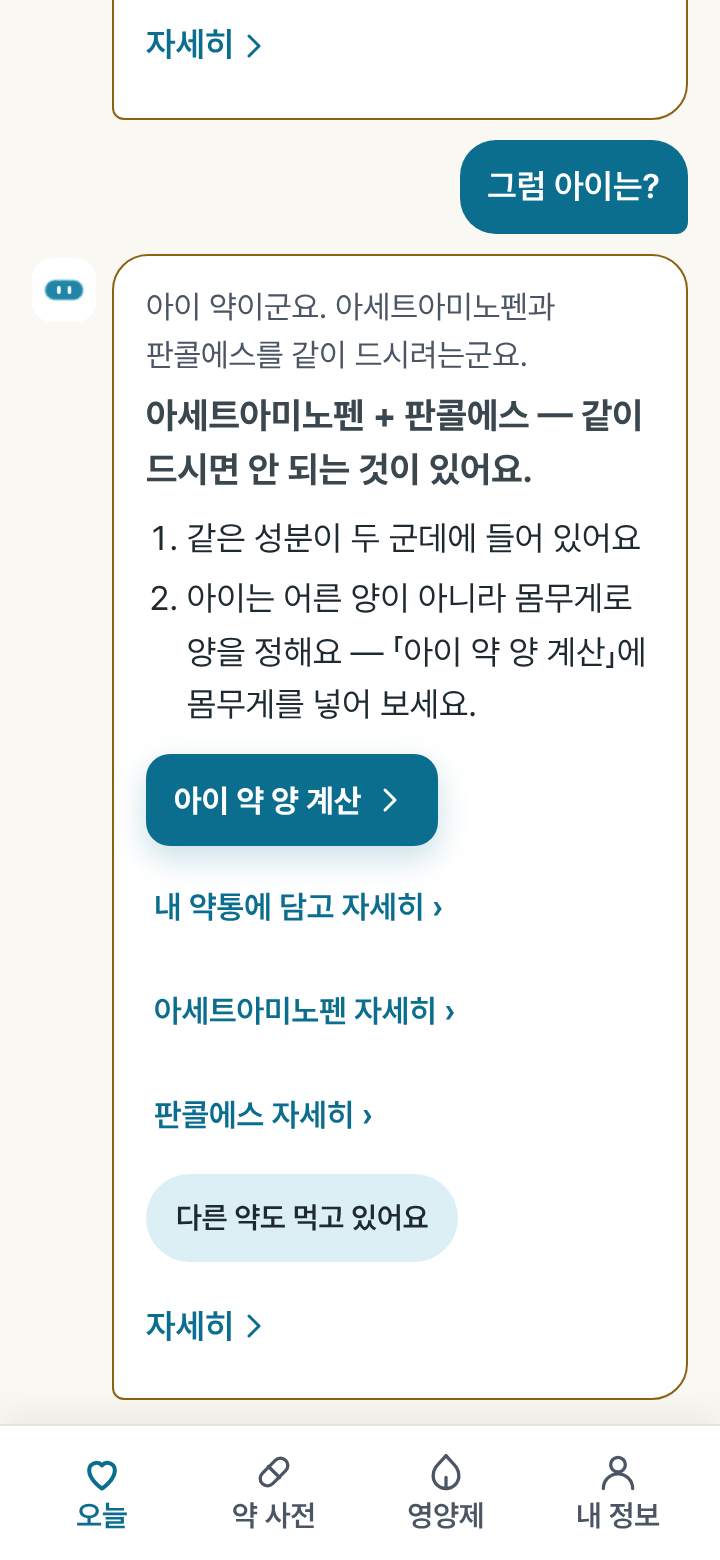 자세히
그럼 아이는?
아이 약이군요. 아세트아미노펜과
판콜에스를 같이 드시려는군요.
아세트아미노펜 + 판콜에스 — 같이
드시면 안 되는 것이 있어요.
1. 같은 성분이 두 군데에 들어 있어요
2. 아이는 어른 양이 아니라 몸무게로
양을 정해요 — 「아이 약 양 계산」에
몸무게를 넣어 보세요.
아이 약 양 계산
내 약통에 담고 자세히 ›
아세트아미노펜 자세히 ›
판콜에스 자세히 ›
다른 약도 먹고 있어요
자세히
오늘 약 사전 영양제 내 정보